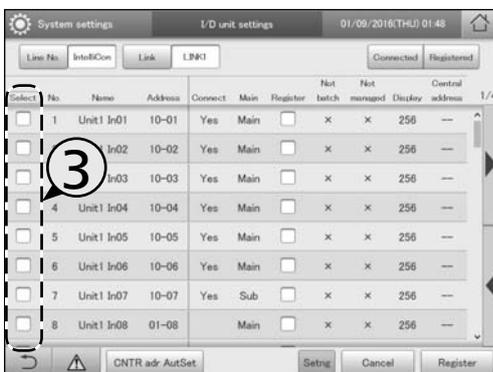 System settings I/D unit settings 01/09/2016(THU) 01:48
Line No. IntelliCon Link LINK1 Connected Registered
Select No. Name Address Connect Main Register Not batch Not managed Display Central address 1/4
1 Unit1 In01 10-01 Yes Main × × 256 ---
In02 10-02 Yes Main × × 256 ---
③ In03 10-03 Yes Main × × 256 ---
4 Unit1 In04 10-04 Yes Main × × 256 ---
5 Unit1 In05 10-05 Yes Main × × 256 ---
6 Unit1 In06 10-06 Yes Main × × 256 ---
7 Unit1 In07 10-07 Yes Sub × × 256 ---
8 Unit1 In08 01-08 Main × × 256 ---
CNTR adr AutSet Setng Cancel Register